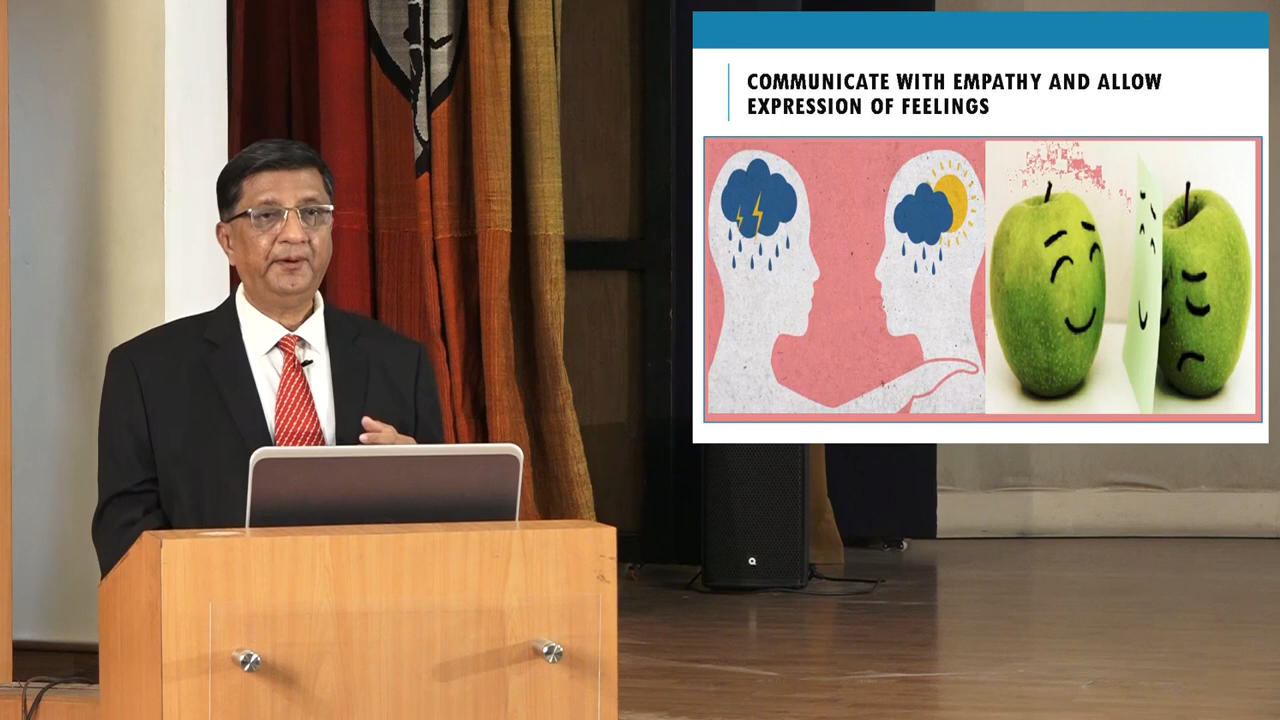 COMMUNICATE WITH EMPATHY AND ALLOW
EXPRESSION OF FEELINGS